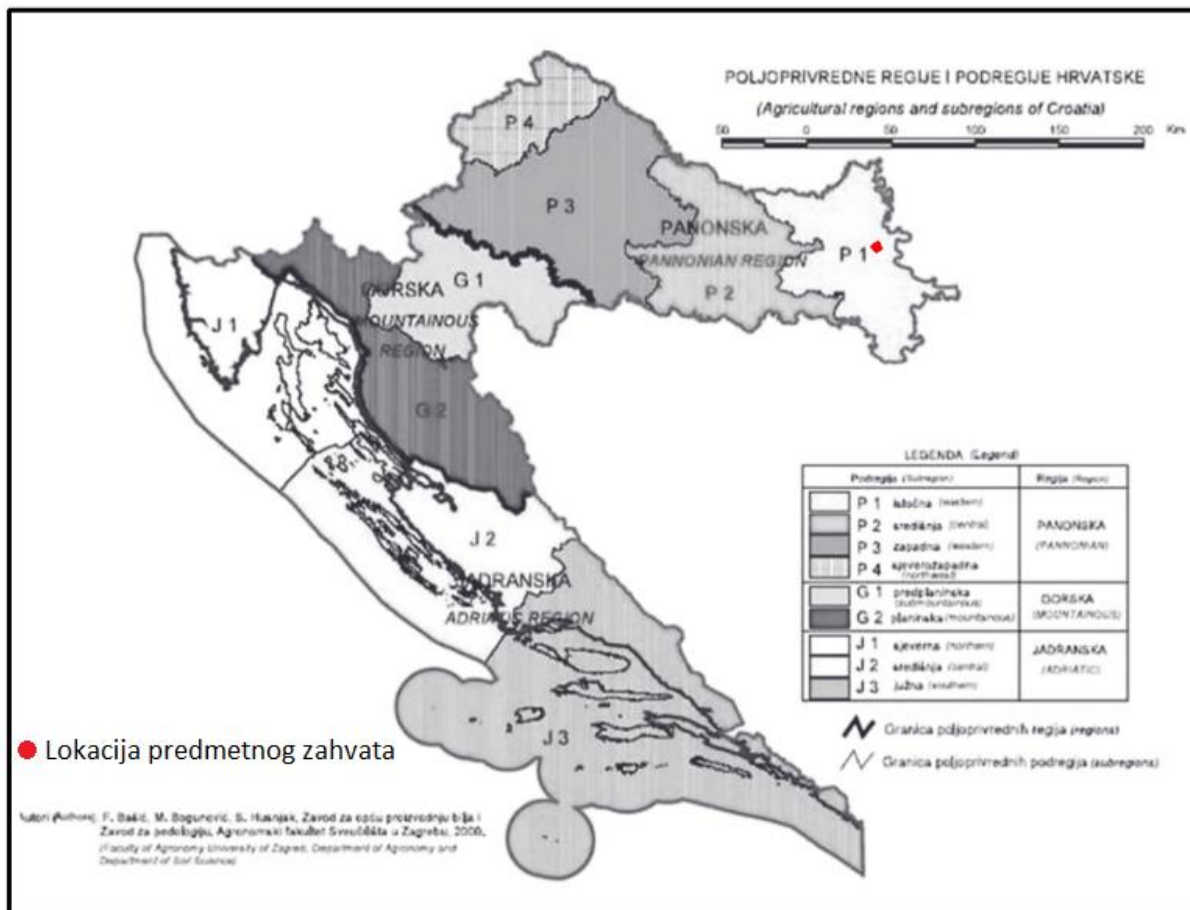 POLJOPRIVREDNE REGIJE I PODREGIJE HRVATSKE
(Agricultural regions and subregions of Croatia)
50 0 50 100 150 200 Km
P 4
P 3
PANONSKA
PANNONIAN REGION
P 2
P 1
G 1
GORSKA
MOUNTAINOUS
REGION
J 1
G 2
J 2
JADRANSKA
ADRIATIC REGION
J 3
LEGENDA (Legend)
Podregija (Subregion) Regija (Region)
P 1 istočna (eastern)
P 2 središnja (central) PANONSKA
P 3 zapadna (western) (PANNONIAN)
P 4 sjeverozapadna
(northwest)
G 1 predplaninska GORSKA
(submountainous)
G 2 planinska (mountainous) (MOUNTAINOUS)
J 1 sjeverna (northern) JADRANSKA
J 2 središnja (central) (ADRIATIC)
J 3 južna (southern)
Granica poljoprivrednih regija (regions)
Granica poljoprivrednih podregija (subregions)
Lokacija predmetnog zahvata
Autori (Authors): F. Bašić, M. Bogunović, S. Husnjak, Zavod za opću proizvodnju bilja i
Zavod za pedologiju, Agronomski fakultet Sveučilišta u Zagrebu, 2000.
(Faculty of Agronomy University of Zagreb, Department of Agronomy and
Department of Soil Science)